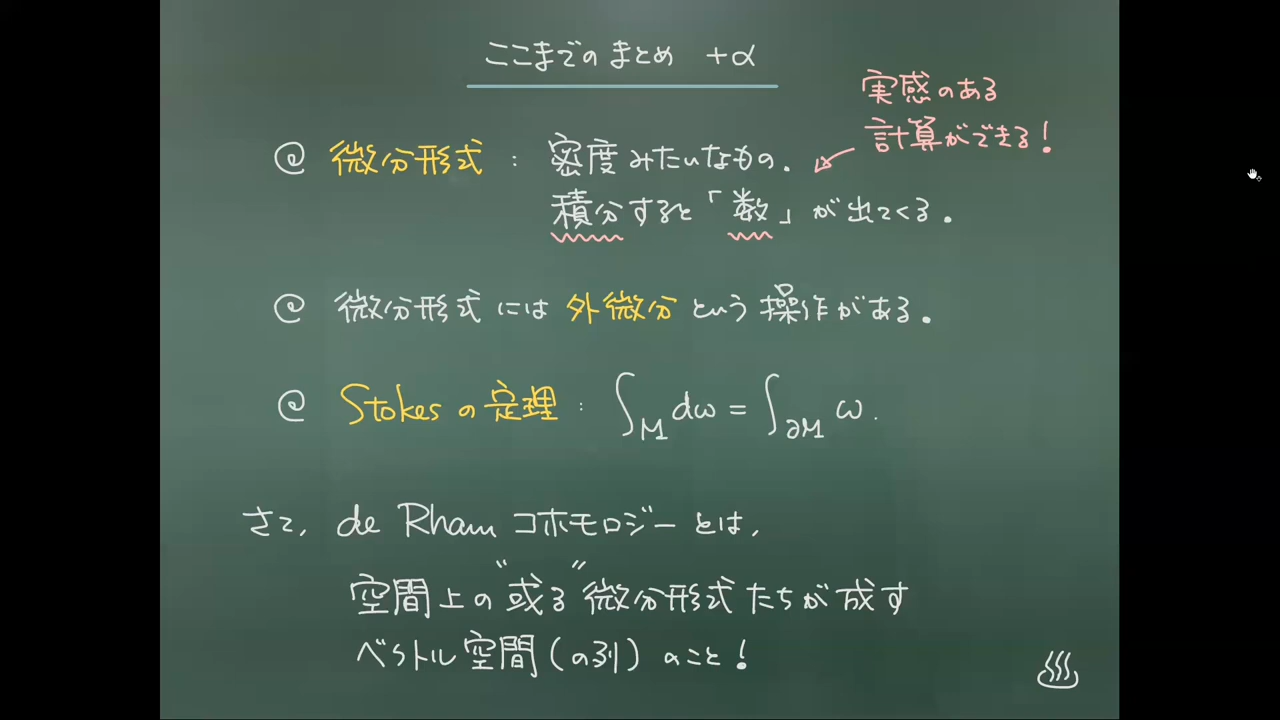 ここまでの まとめ +α
実感のある
計算ができる!
@ 微分形式 : 密度みたいなもの.
積分すると「数」が出てくる.
@ 微分形式には 外微分 という操作がある.
@ Stokes の定理 : ∫_M dω = ∫_∂M ω.
さて, de Rham コホモロジーとは,
空間上の "或る" 微分形式たちが成す
ベクトル空間(の列)のこと!